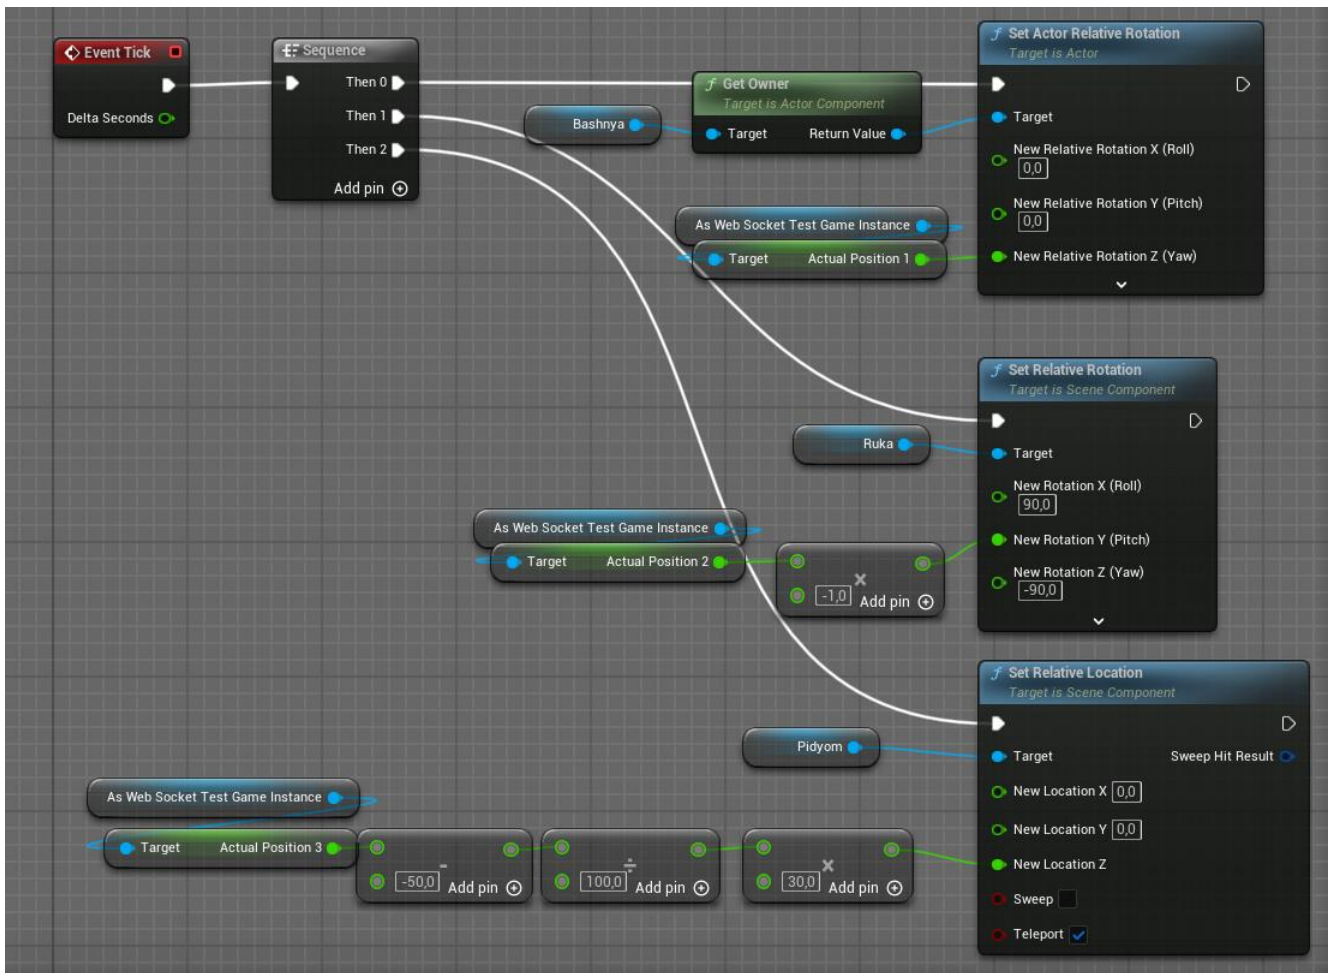 Event Tick
Delta Seconds
Sequence
Then 0
Then 1
Then 2
Add pin
Bashnya
f Get Owner
Target is Actor Component
Target Return Value
f Set Actor Relative Rotation
Target is Actor
Target
New Relative Rotation X (Roll)
0,0
New Relative Rotation Y (Pitch)
0,0
New Relative Rotation Z (Yaw)
As Web Socket Test Game Instance
Target Actual Position 1
f Set Relative Rotation
Target is Scene Component
Target
New Rotation X (Roll)
90,0
New Rotation Y (Pitch)
New Rotation Z (Yaw)
-90,0
Ruka
As Web Socket Test Game Instance
Target Actual Position 2
×
-1,0 Add pin
f Set Relative Location
Target is Scene Component
Target Sweep Hit Result
New Location X 0,0
New Location Y 0,0
New Location Z
Sweep
Teleport
Pidyom
As Web Socket Test Game Instance
Target Actual Position 3
-
-50,0 Add pin
÷
100,0 Add pin
×
30,0 Add pin